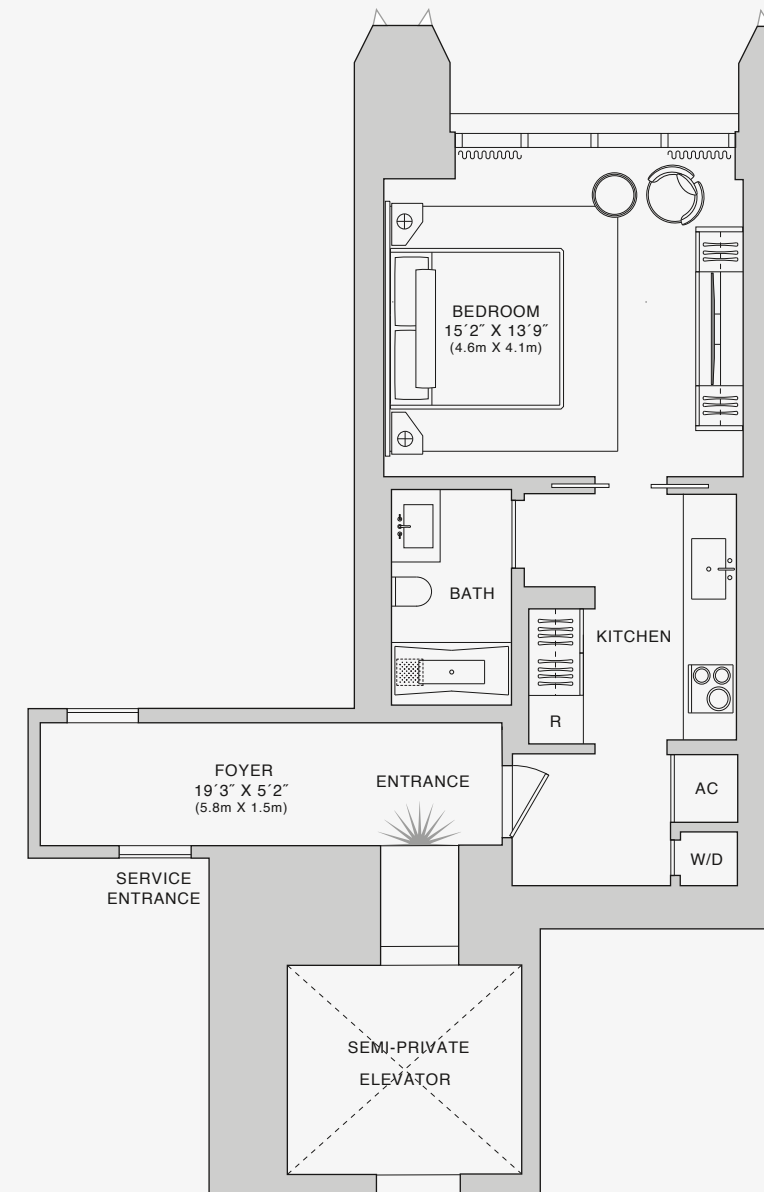 BEDROOM
15´2˝ X 13´9˝
(4.6m X 4.1m)
BATH
KITCHEN
R
FOYER
19´3˝ X 5´2˝
(5.8m X 1.5m)
ENTRANCE
AC
W/D
SERVICE
ENTRANCE
SEMI-PRIVATE
ELEVATOR